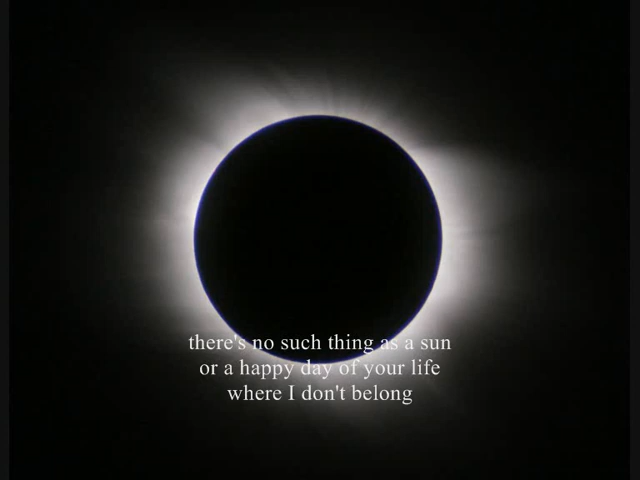 there's no such thing as a sun
or a happy day of your life
where I don't belong